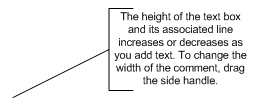 The height of the text box
and its associated line
increases or decreases as
you add text. To change the
width of the comment, drag
the side handle.